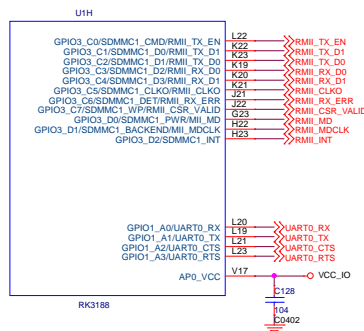 U1H
GPIO3_C0/SDMMC1_CMD/RMII_TX_EN L22 RMII_TX_EN
GPIO3_C1/SDMMC1_D0/RMII_TX_D1 K22 RMII_TX_D1
GPIO3_C2/SDMMC1_D1/RMII_TX_D0 K23 RMII_TX_D0
GPIO3_C3/SDMMC1_D2/RMII_RX_D0 K19 RMII_RX_D0
GPIO3_C4/SDMMC1_D3/RMII_RX_D1 K20 RMII_RX_D1
GPIO3_C5/SDMMC1_CLKO/RMII_CLKO K21 RMII_CLKO
GPIO3_C6/SDMMC1_DET/RMII_RX_ERR J21 RMII_RX_ERR
GPIO3_C7/SDMMC1_WP/RMII_CSR_VALID J22 RMII_CSR_VALID
GPIO3_D0/SDMMC1_PWR/MII_MD G23 RMII_MD
GPIO3_D1/SDMMC1_BACKEND/MII_MDCLK H22 RMII_MDCLK
GPIO3_D2/SDMMC1_INT H23 RMII_INT
GPIO1_A0/UART0_RX L20 UART0_RX
GPIO1_A1/UART0_TX L19 UART0_TX
GPIO1_A2/UART0_CTS L21 UART0_CTS
GPIO1_A3/UART0_RTS L23 UART0_RTS
AP0_VCC V17 VCC_IO
C128
RK3188
104
C0402